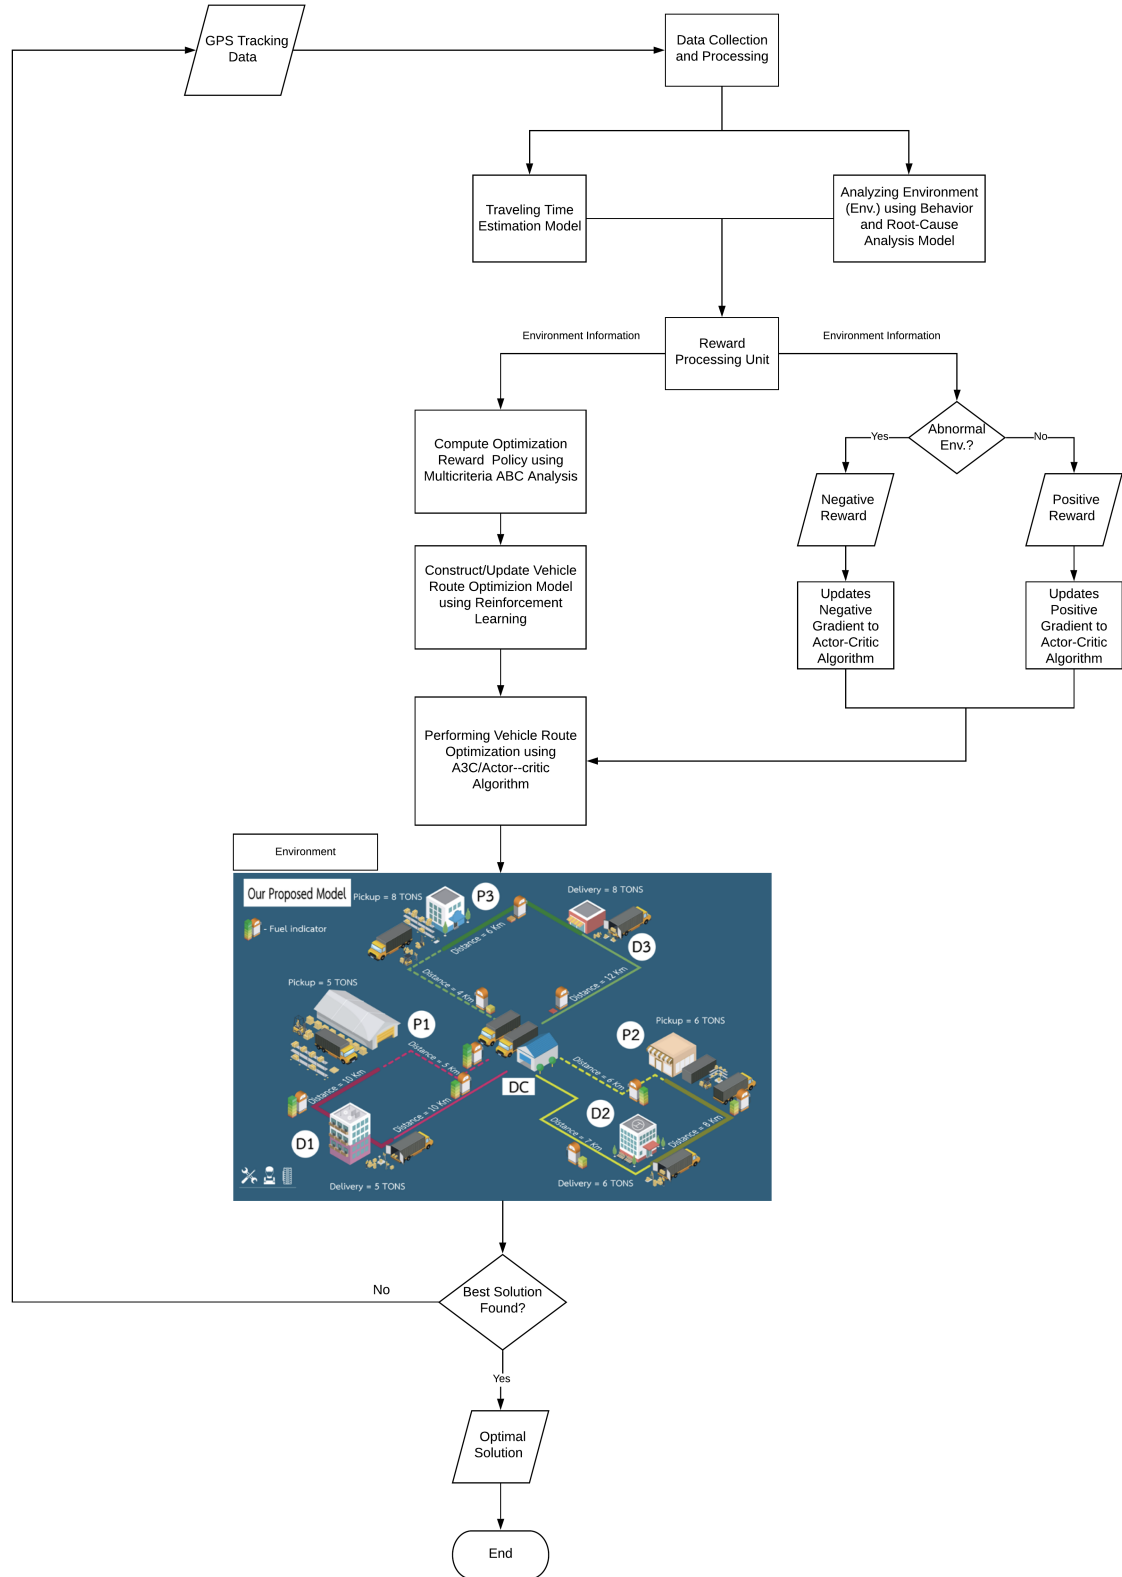 GPS Tracking
Data
Data Collection
and Processing
Traveling Time
Estimation Model
Analyzing Environment
(Env.) using Behavior
and Root-Cause
Analysis Model
Environment Information
Reward
Processing Unit
Environment Information
Compute Optimization
Reward Policy using
Multicriteria ABC Analysis
Abnormal
Env.?
Yes
No
Negative
Reward
Positive
Reward
Construct/Update Vehicle
Route Optimizion Model
using Reinforcement
Learning
Updates
Negative
Gradient to
Actor-Critic
Algorithm
Updates
Positive
Gradient to
Actor-Critic
Algorithm
Performing Vehicle Route
Optimization using
A3C/Actor--critic
Algorithm
Environment
Our Proposed Model
Pickup = 8 TONS
P3
Delivery = 8 TONS
- Fuel indicator
Distance = 6 Km
D3
Distance = 4 Km
Distance = 12 Km
Pickup = 5 TONS
P1
Pickup = 6 TONS
P2
Distance = 5 Km
Distance = 10 Km
Distance = 10 Km
DC
Distance = 6 Km
D1
D2
Distance = 7 Km
Distance = 8 Km
Delivery = 5 TONS
Delivery = 6 TONS
Best Solution
Found?
No
Yes
Optimal
Solution
End